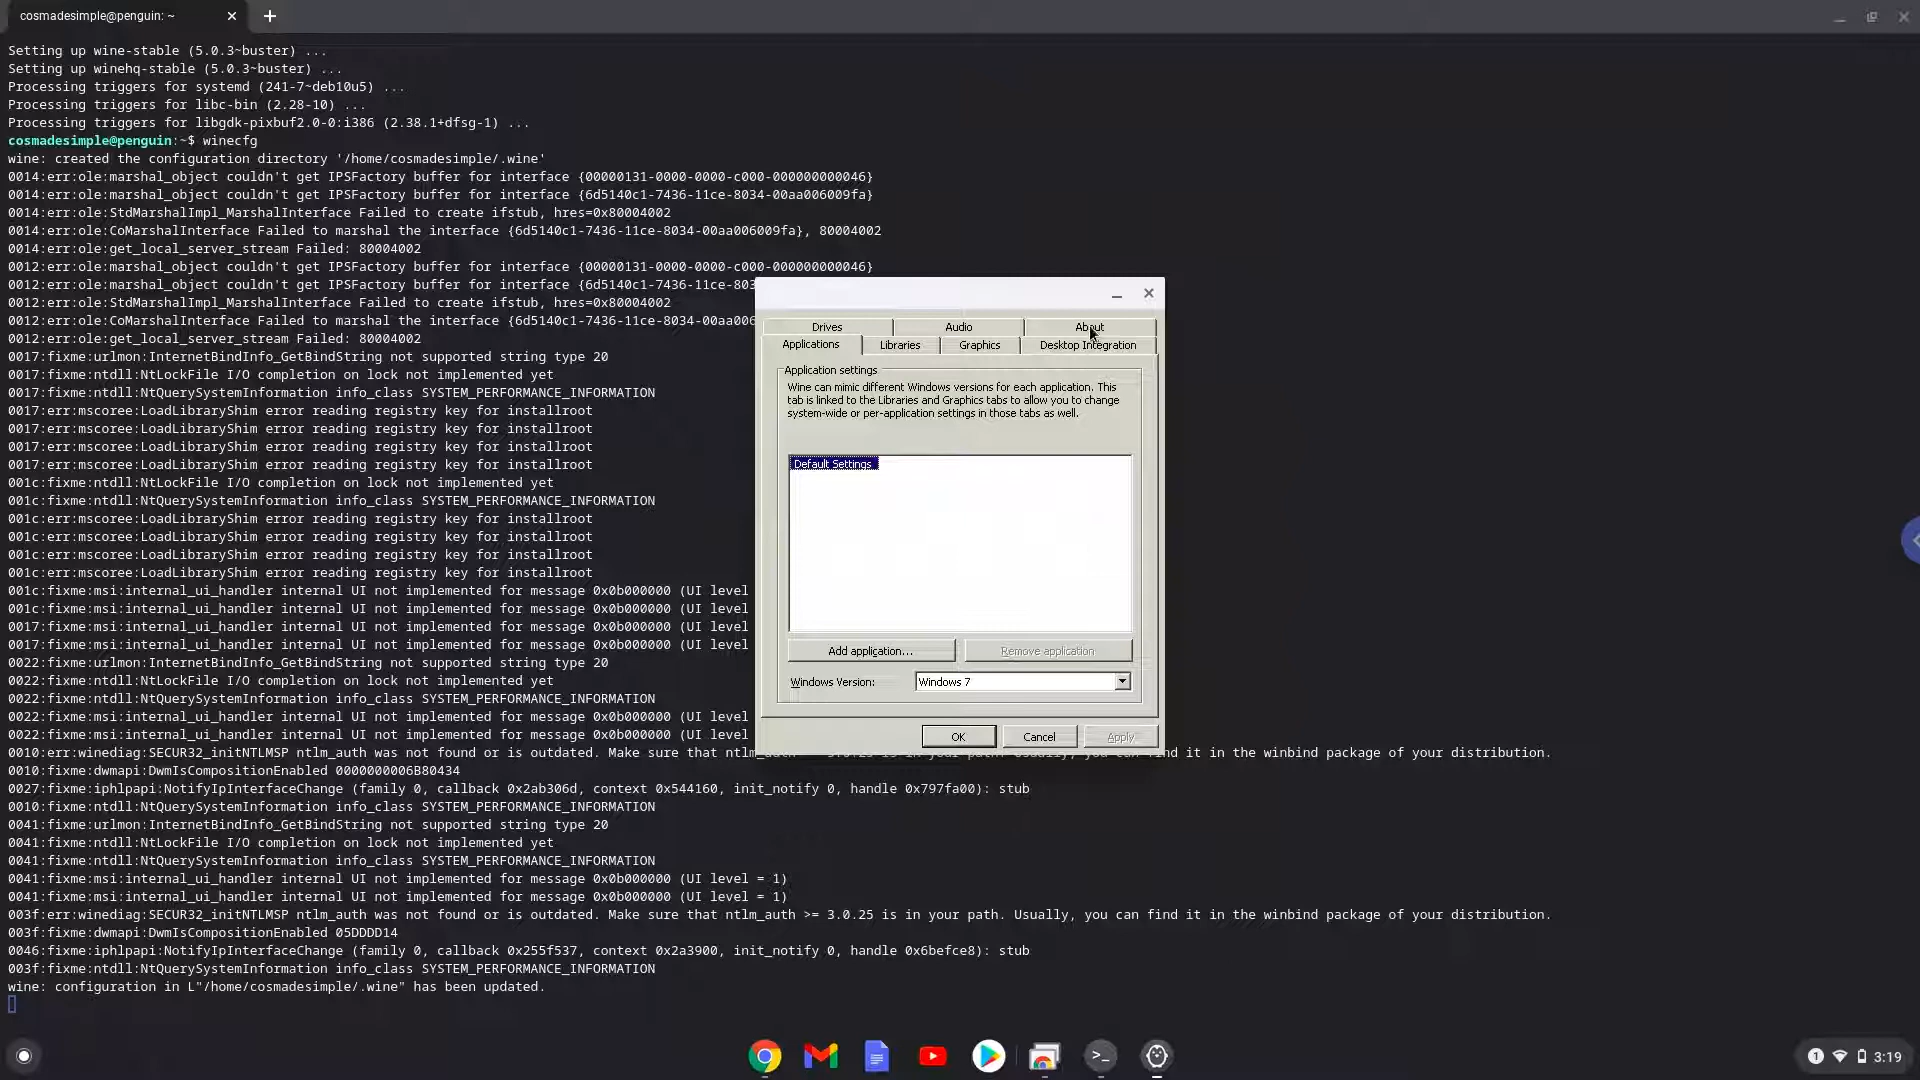 cosmadesimple@penguin: ~
Setting up wine-stable (5.0.3~buster) ...
Setting up winehq-stable (5.0.3~buster) ...
Processing triggers for systemd (241-7~deb10u5) ...
Processing triggers for libc-bin (2.28-10) ...
Processing triggers for libgdk-pixbuf2.0-0:i386 (2.38.1+dfsg-1) ...
cosmadesimple@penguin:~$ winecfg
wine: created the configuration directory '/home/cosmadesimple/.wine'
0014:err:ole:marshal_object couldn't get IPSFactory buffer for interface {00000131-0000-0000-c000-000000000046}
0014:err:ole:marshal_object couldn't get IPSFactory buffer for interface {6d5140c1-7436-11ce-8034-00aa006009fa}
0014:err:ole:StdMarshalImpl_MarshalInterface Failed to create ifstub, hres=0x80004002
0014:err:ole:CoMarshalInterface Failed to marshal the interface {6d5140c1-7436-11ce-8034-00aa006009fa}, 80004002
0014:err:ole:get_local_server_stream Failed: 80004002
0012:err:ole:marshal_object couldn't get IPSFactory buffer for interface {00000131-0000-0000-c000-000000000046}
0012:err:ole:marshal_object couldn't get IPSFactory buffer for interface {6d5140c1-7436-11ce-803
0012:err:ole:StdMarshalImpl_MarshalInterface Failed to create ifstub, hres=0x80004002
0012:err:ole:CoMarshalInterface Failed to marshal the interface {6d5140c1-7436-11ce-8034-00aa006
0012:err:ole:get_local_server_stream Failed: 80004002
0017:fixme:urlmon:InternetBindInfo_GetBindString not supported string type 20
0017:fixme:ntdll:NtLockFile I/O completion on lock not implemented yet
0017:fixme:ntdll:NtQuerySystemInformation info_class SYSTEM_PERFORMANCE_INFORMATION
0017:err:mscoree:LoadLibraryShim error reading registry key for installroot
0017:err:mscoree:LoadLibraryShim error reading registry key for installroot
0017:err:mscoree:LoadLibraryShim error reading registry key for installroot
0017:err:mscoree:LoadLibraryShim error reading registry key for installroot
001c:fixme:ntdll:NtLockFile I/O completion on lock not implemented yet
001c:fixme:ntdll:NtQuerySystemInformation info_class SYSTEM_PERFORMANCE_INFORMATION
001c:err:mscoree:LoadLibraryShim error reading registry key for installroot
001c:err:mscoree:LoadLibraryShim error reading registry key for installroot
001c:err:mscoree:LoadLibraryShim error reading registry key for installroot
001c:err:mscoree:LoadLibraryShim error reading registry key for installroot
001c:fixme:msi:internal_ui_handler internal UI not implemented for message 0x0b000000 (UI level
001c:fixme:msi:internal_ui_handler internal UI not implemented for message 0x0b000000 (UI level
0017:fixme:msi:internal_ui_handler internal UI not implemented for message 0x0b000000 (UI level
0017:fixme:msi:internal_ui_handler internal UI not implemented for message 0x0b000000 (UI level
0022:fixme:urlmon:InternetBindInfo_GetBindString not supported string type 20
0022:fixme:ntdll:NtLockFile I/O completion on lock not implemented yet
0022:fixme:ntdll:NtQuerySystemInformation info_class SYSTEM_PERFORMANCE_INFORMATION
0022:fixme:msi:internal_ui_handler internal UI not implemented for message 0x0b000000 (UI level
0022:fixme:msi:internal_ui_handler internal UI not implemented for message 0x0b000000 (UI level
0010:err:winediag:SECUR32_initNTLMSP ntlm_auth was not found or is outdated. Make sure that ntlm_auth >= 3.0.25 is in your path. Usually, you can find it in the winbind package of your distribution.
0010:fixme:dwmapi:DwmIsCompositionEnabled 0000000006B80434
0027:fixme:iphlpapi:NotifyIpInterfaceChange (family 0, callback 0x2ab306d, context 0x544160, init_notify 0, handle 0x797fa00): stub
0010:fixme:ntdll:NtQuerySystemInformation info_class SYSTEM_PERFORMANCE_INFORMATION
0041:fixme:urlmon:InternetBindInfo_GetBindString not supported string type 20
0041:fixme:ntdll:NtLockFile I/O completion on lock not implemented yet
0041:fixme:ntdll:NtQuerySystemInformation info_class SYSTEM_PERFORMANCE_INFORMATION
0041:fixme:msi:internal_ui_handler internal UI not implemented for message 0x0b000000 (UI level = 1)
0041:fixme:msi:internal_ui_handler internal UI not implemented for message 0x0b000000 (UI level = 1)
003f:err:winediag:SECUR32_initNTLMSP ntlm_auth was not found or is outdated. Make sure that ntlm_auth >= 3.0.25 is in your path. Usually, you can find it in the winbind package of your distribution.
003f:fixme:dwmapi:DwmIsCompositionEnabled 05DDDD14
0046:fixme:iphlpapi:NotifyIpInterfaceChange (family 0, callback 0x255f537, context 0x2a3900, init_notify 0, handle 0x6befce8): stub
003f:fixme:ntdll:NtQuerySystemInformation info_class SYSTEM_PERFORMANCE_INFORMATION
wine: configuration in L"/home/cosmadesimple/.wine" has been updated.
Drives Audio About
Applications Libraries Graphics Desktop Integration
Application settings
Wine can mimic different Windows versions for each application. This
tab is linked to the Libraries and Graphics tabs to allow you to change
system-wide or per-application settings in those tabs as well.
Default Settings
Add application... Remove application
Windows Version: Windows 7
OK Cancel Apply
1 3:19